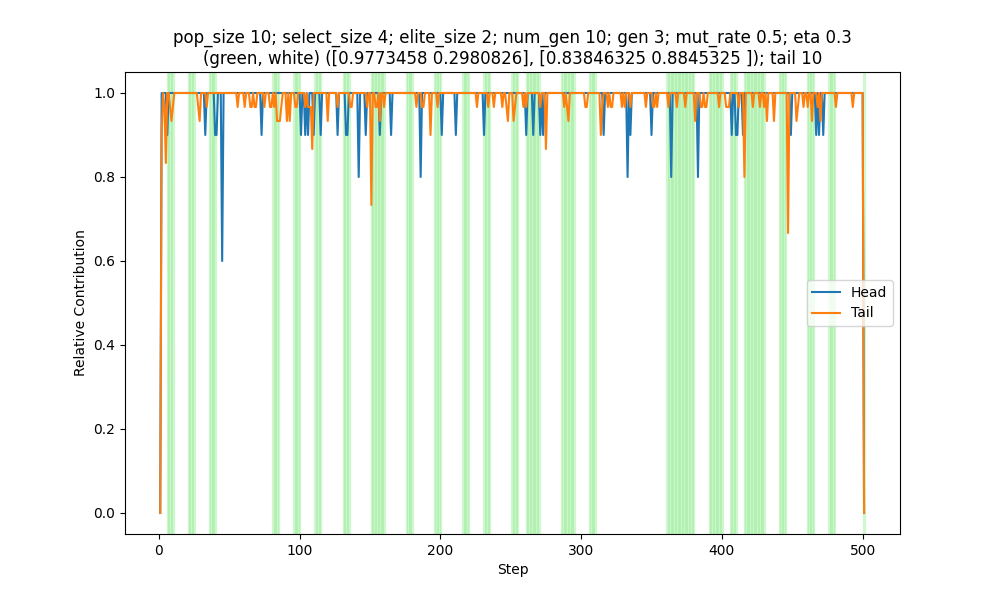 pop_size 10; select_size 4; elite_size 2; num_gen 10; gen 3; mut_rate 0.5; eta 0.3
(green, white) ([0.9773458 0.2980826], [0.83846325 0.8845325 ]); tail 10
1.0
0.8
0.6
0.4
0.2
0.0
Relative Contribution
Head
Tail
0
100
200
300
400
500
Step